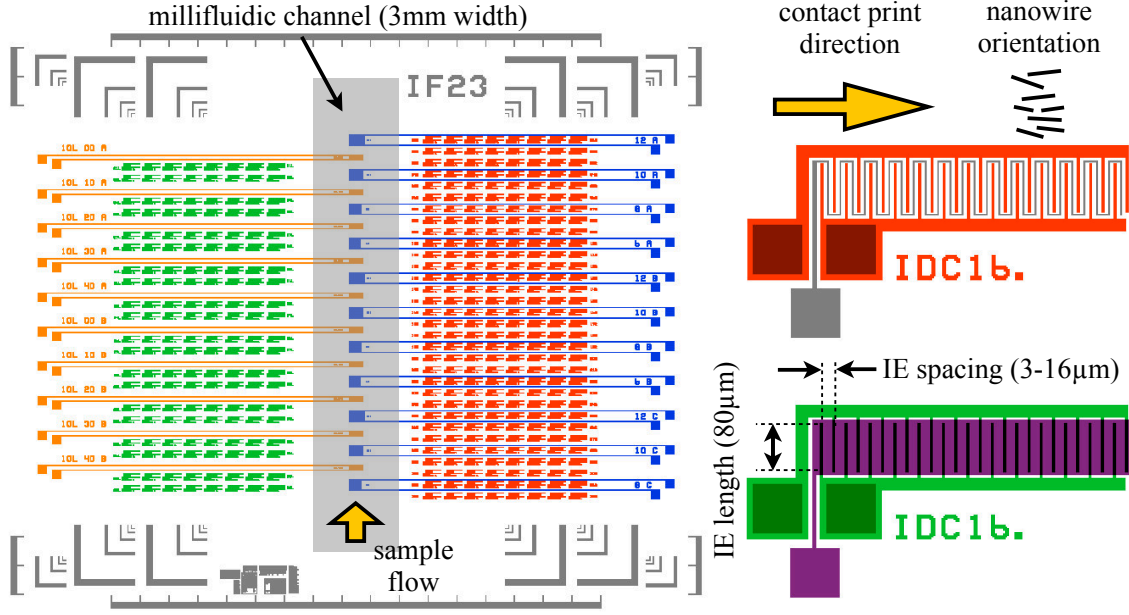 millifluidic channel (3mm width)
IF23
10L 00 A
10L 10 A
10L 20 A
10L 30 A
10L 40 A
10L 00 B
10L 10 B
10L 20 B
10L 30 B
10L 40 B
12 A
10 A
8 A
6 A
12 B
10 B
8 B
6 B
12 C
10 C
8 C
sample
flow
contact print
direction
nanowire
orientation
IDC16.
IE spacing (3-16μm)
IE length (80μm)
IDC16.